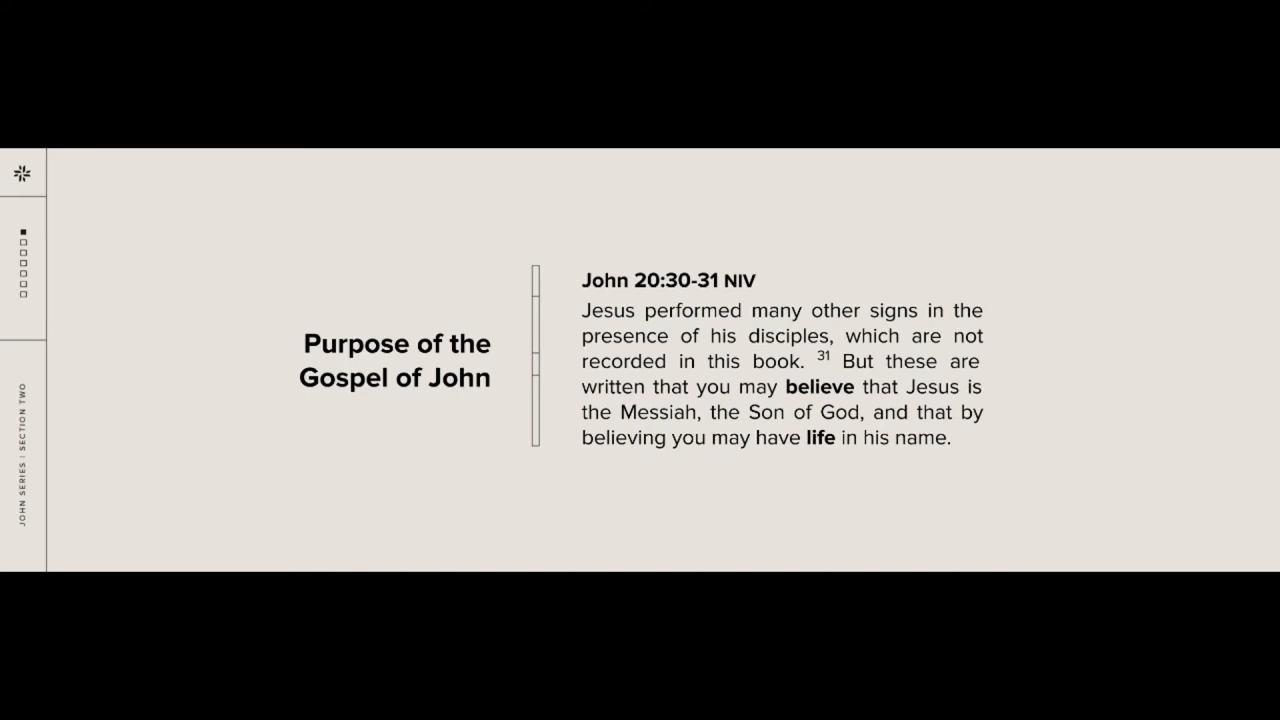 Purpose of the
Gospel of John
John 20:30-31 NIV
Jesus performed many other signs in the
presence of his disciples, which are not
recorded in this book. 31 But these are
written that you may believe that Jesus is
the Messiah, the Son of God, and that by
believing you may have life in his name.
JOHN SERIES | SECTION TWO